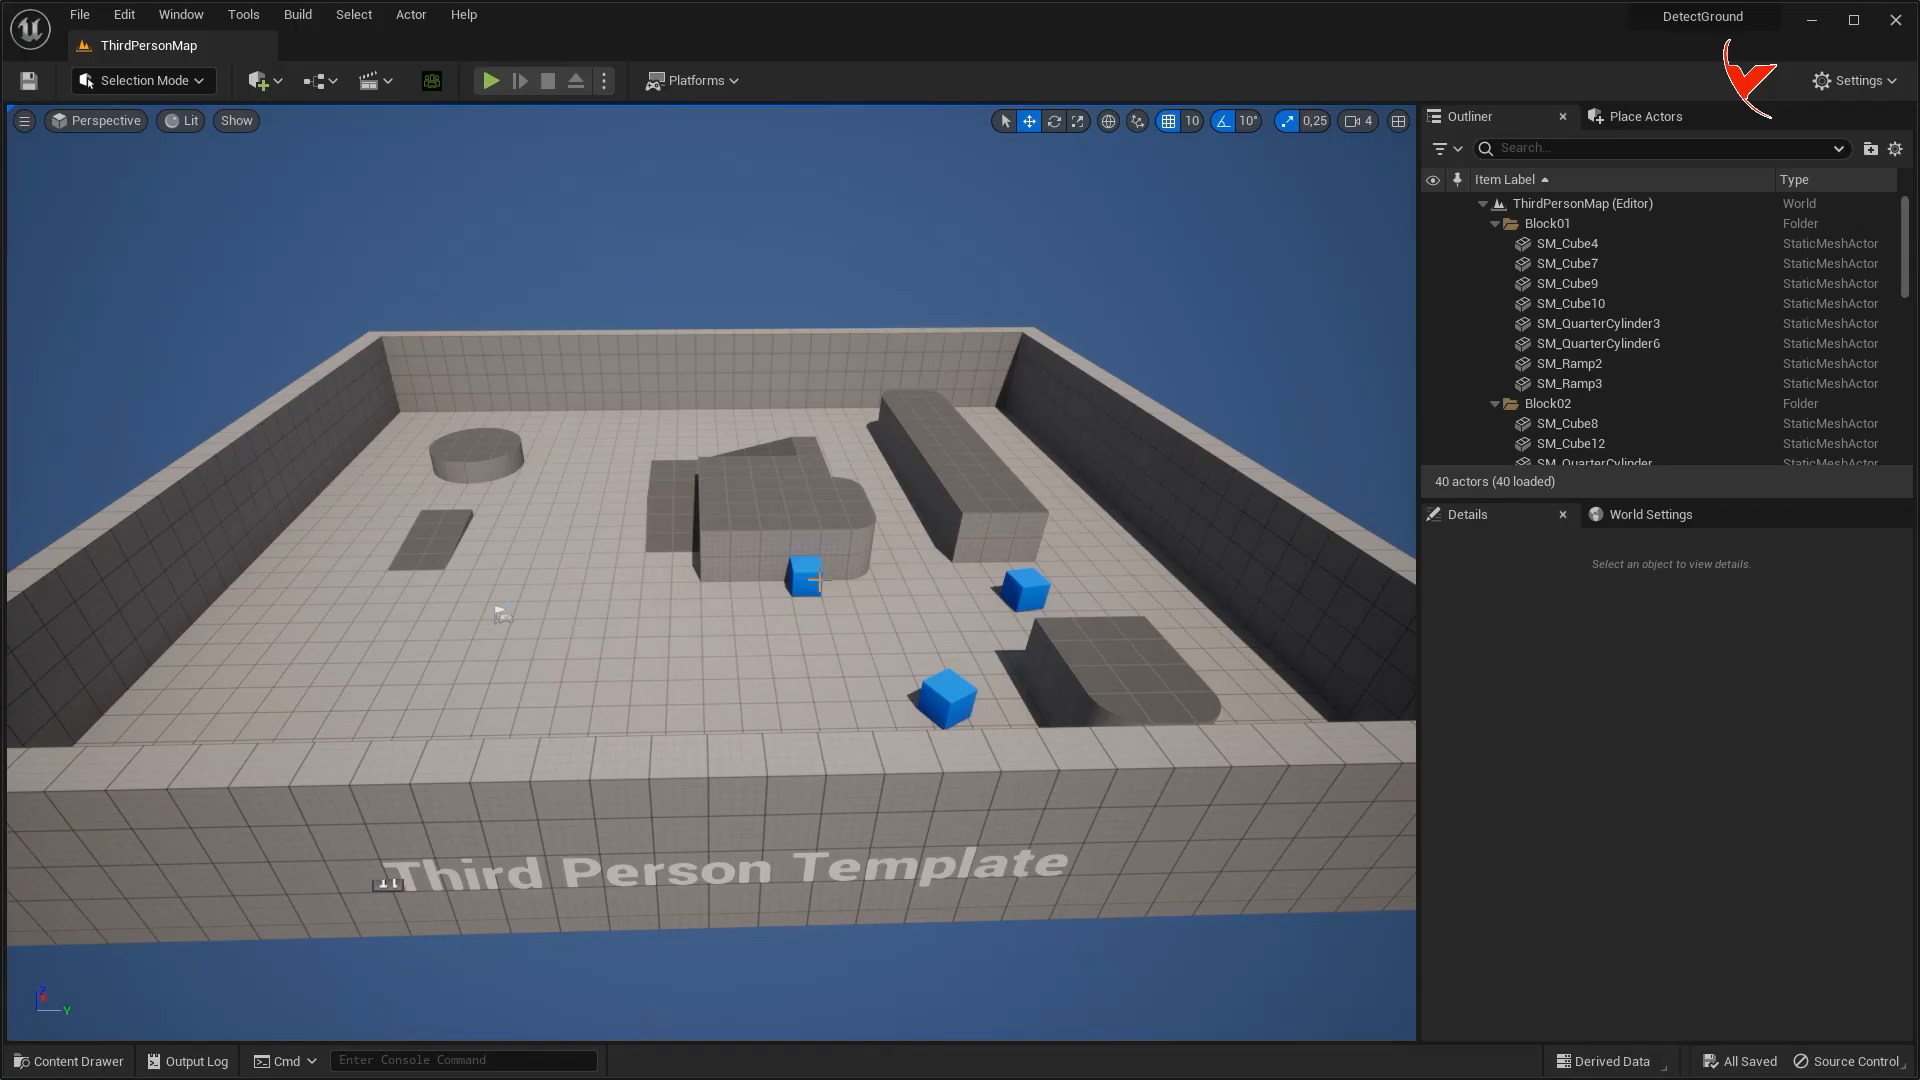 File Edit Window Tools Build Select Actor Help
DetectGround
ThirdPersonMap
Selection Mode
Platforms
Settings
Perspective Lit Show
10 10° 0,25 4
Outliner Place Actors
Search...
Item Label Type
ThirdPersonMap (Editor) World
Block01 Folder
SM_Cube4 StaticMeshActor
SM_Cube7 StaticMeshActor
SM_Cube9 StaticMeshActor
SM_Cube10 StaticMeshActor
SM_QuarterCylinder3 StaticMeshActor
SM_QuarterCylinder6 StaticMeshActor
SM_Ramp2 StaticMeshActor
SM_Ramp3 StaticMeshActor
Block02 Folder
SM_Cube8 StaticMeshActor
SM_Cube12 StaticMeshActor
SM_QuarterCylinder StaticMeshActor
40 actors (40 loaded)
Details World Settings
Select an object to view details.
Third Person Template
Z
X
Y
Content Drawer Output Log Cmd Enter Console Command Derived Data All Saved Source Control